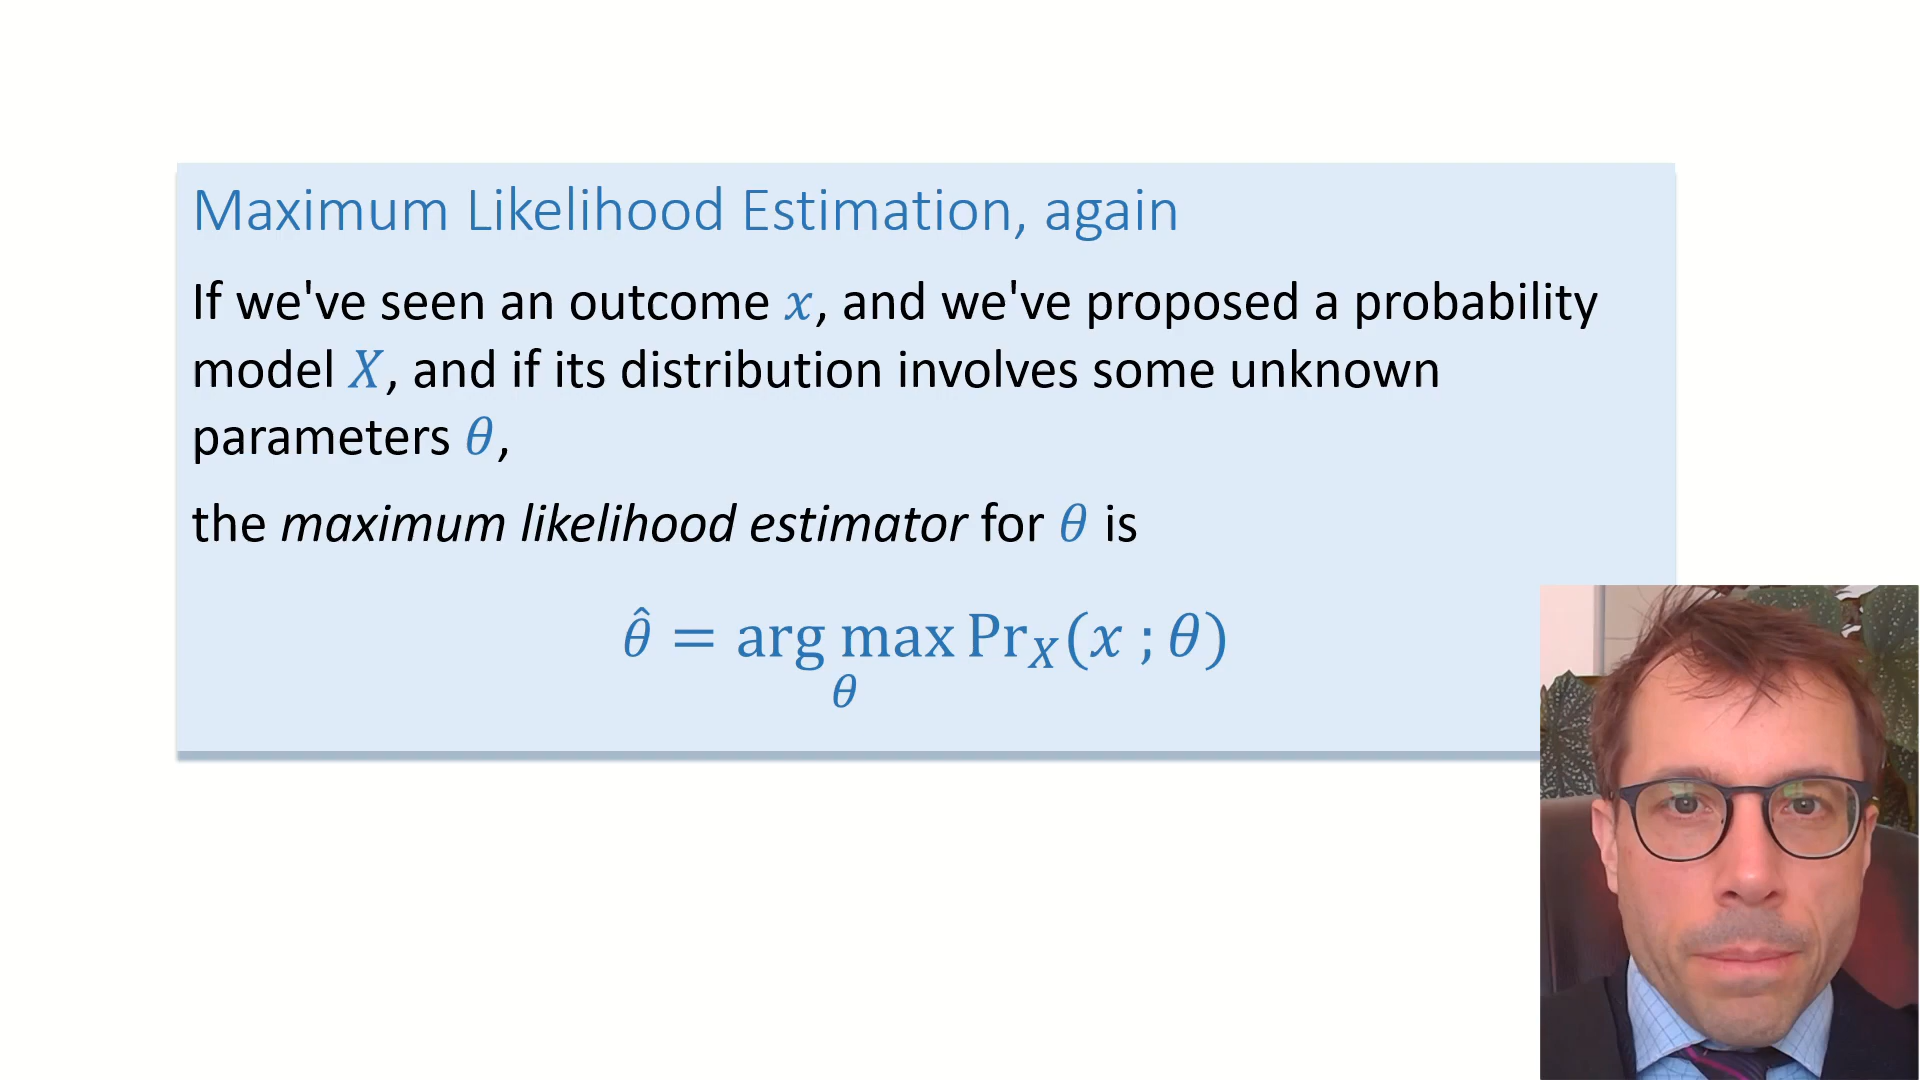 Maximum Likelihood Estimation, again
If we've seen an outcome x, and we've proposed a probability
model X, and if its distribution involves some unknown
parameters θ,
the maximum likelihood estimator for θ is
θ̂ = arg max Pr_X(x ; θ)
θ